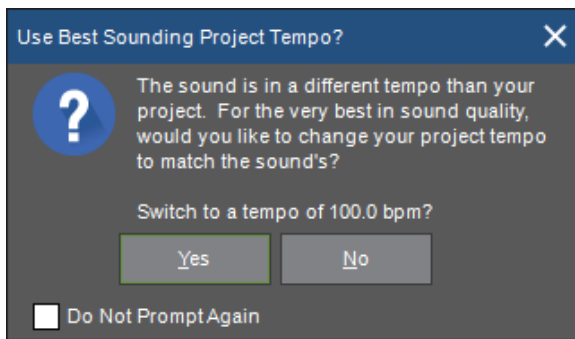 Use Best Sounding Project Tempo?
The sound is in a different tempo than your
project. For the very best in sound quality,
would you like to change your project tempo
to match the sound's?
Switch to a tempo of 100.0 bpm?
Yes No
Do Not Prompt Again